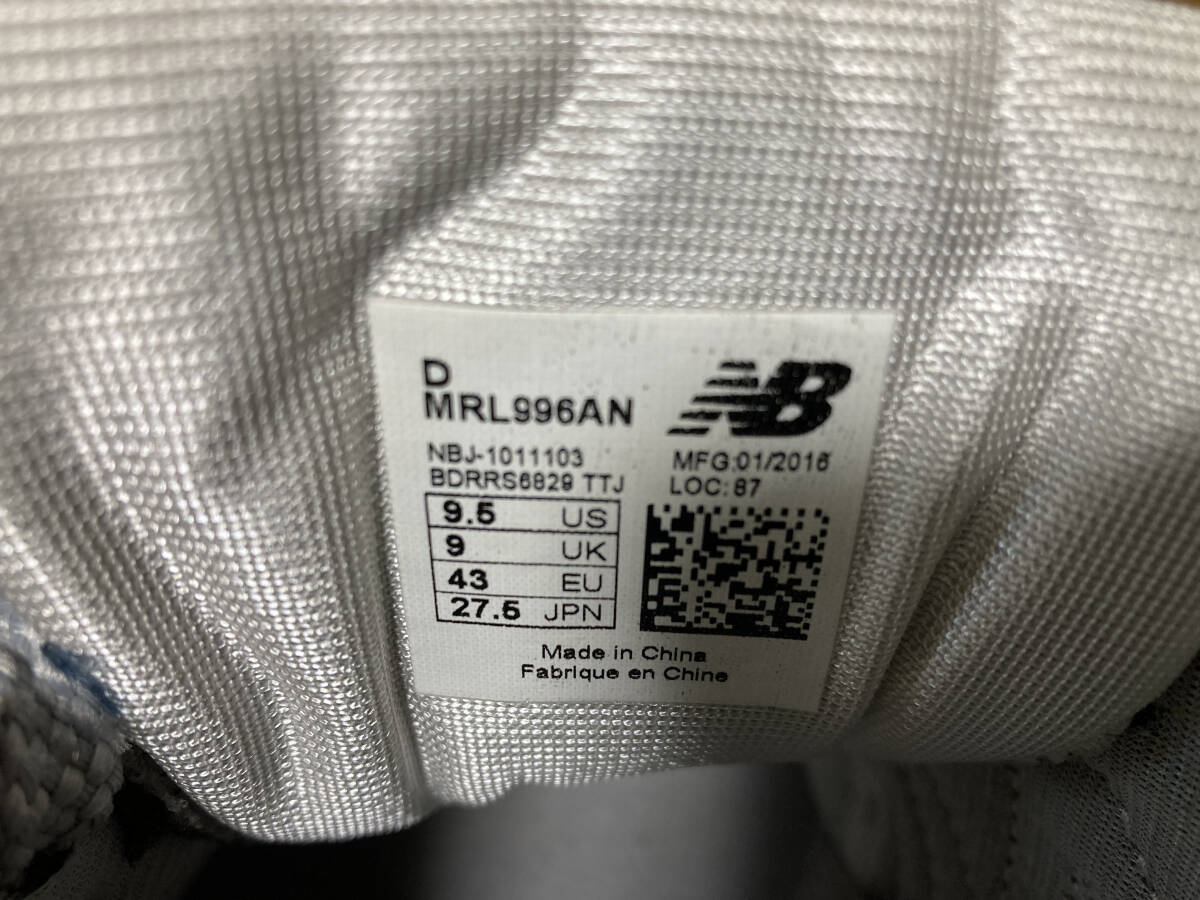 D
MRL996AN
NB
NBJ-1011103
BDRRS6829 TTJ
MFG:01/2016
LOC: 87
9.5 US
9 UK
43 EU
27.5 JPN
Made in China
Fabrique en Chine